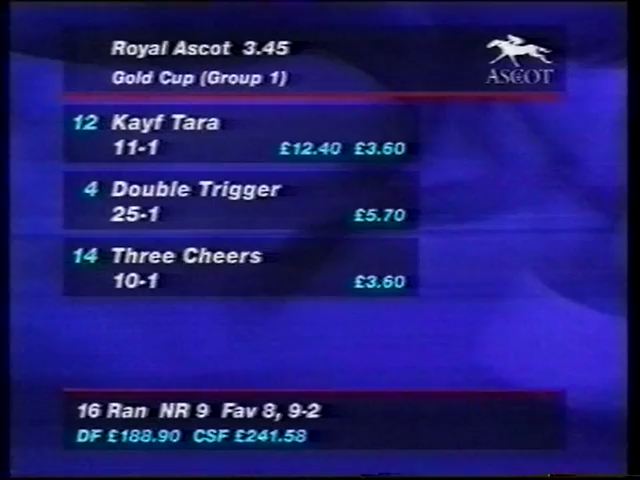 Royal Ascot 3.45
Gold Cup (Group 1)
ASCOT
12 Kayf Tara
11-1 £12.40 £3.60
4 Double Trigger
25-1 £5.70
14 Three Cheers
10-1 £3.60
16 Ran NR 9 Fav 8, 9-2
DF £188.90 CSF £241.58